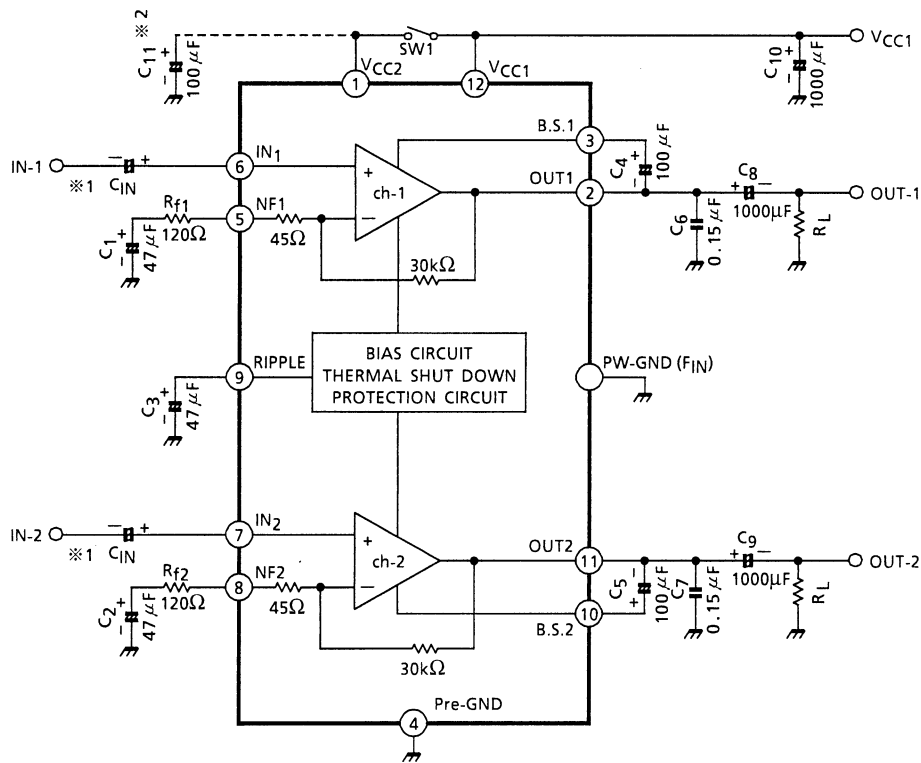 ※2
C11 + - 100μF
SW1
VCC1
C10 + - 1000μF
VCC2
1
VCC1
12
B.S.1
3
C4 - 100μF
IN-1
- +
※1 CIN
6
IN1
+
ch-1
-
OUT1
2
C8
+ -
1000μF
OUT-1
Rf1
120Ω
5
NF1
45Ω
C1 + - 47μF
C6
0.15μF
RL
30kΩ
9
RIPPLE
BIAS CIRCUIT
THERMAL SHUT DOWN
PROTECTION CIRCUIT
PW-GND (FIN)
C3 + - 47μF
IN-2
- +
※1 CIN
7
IN2
+
ch-2
-
OUT2
11
C9
+ -
1000μF
OUT-2
Rf2
120Ω
8
NF2
45Ω
C2 + - 47μF
C5 - + 100μF
C7
0.15μF
RL
10
B.S.2
30kΩ
Pre-GND
4